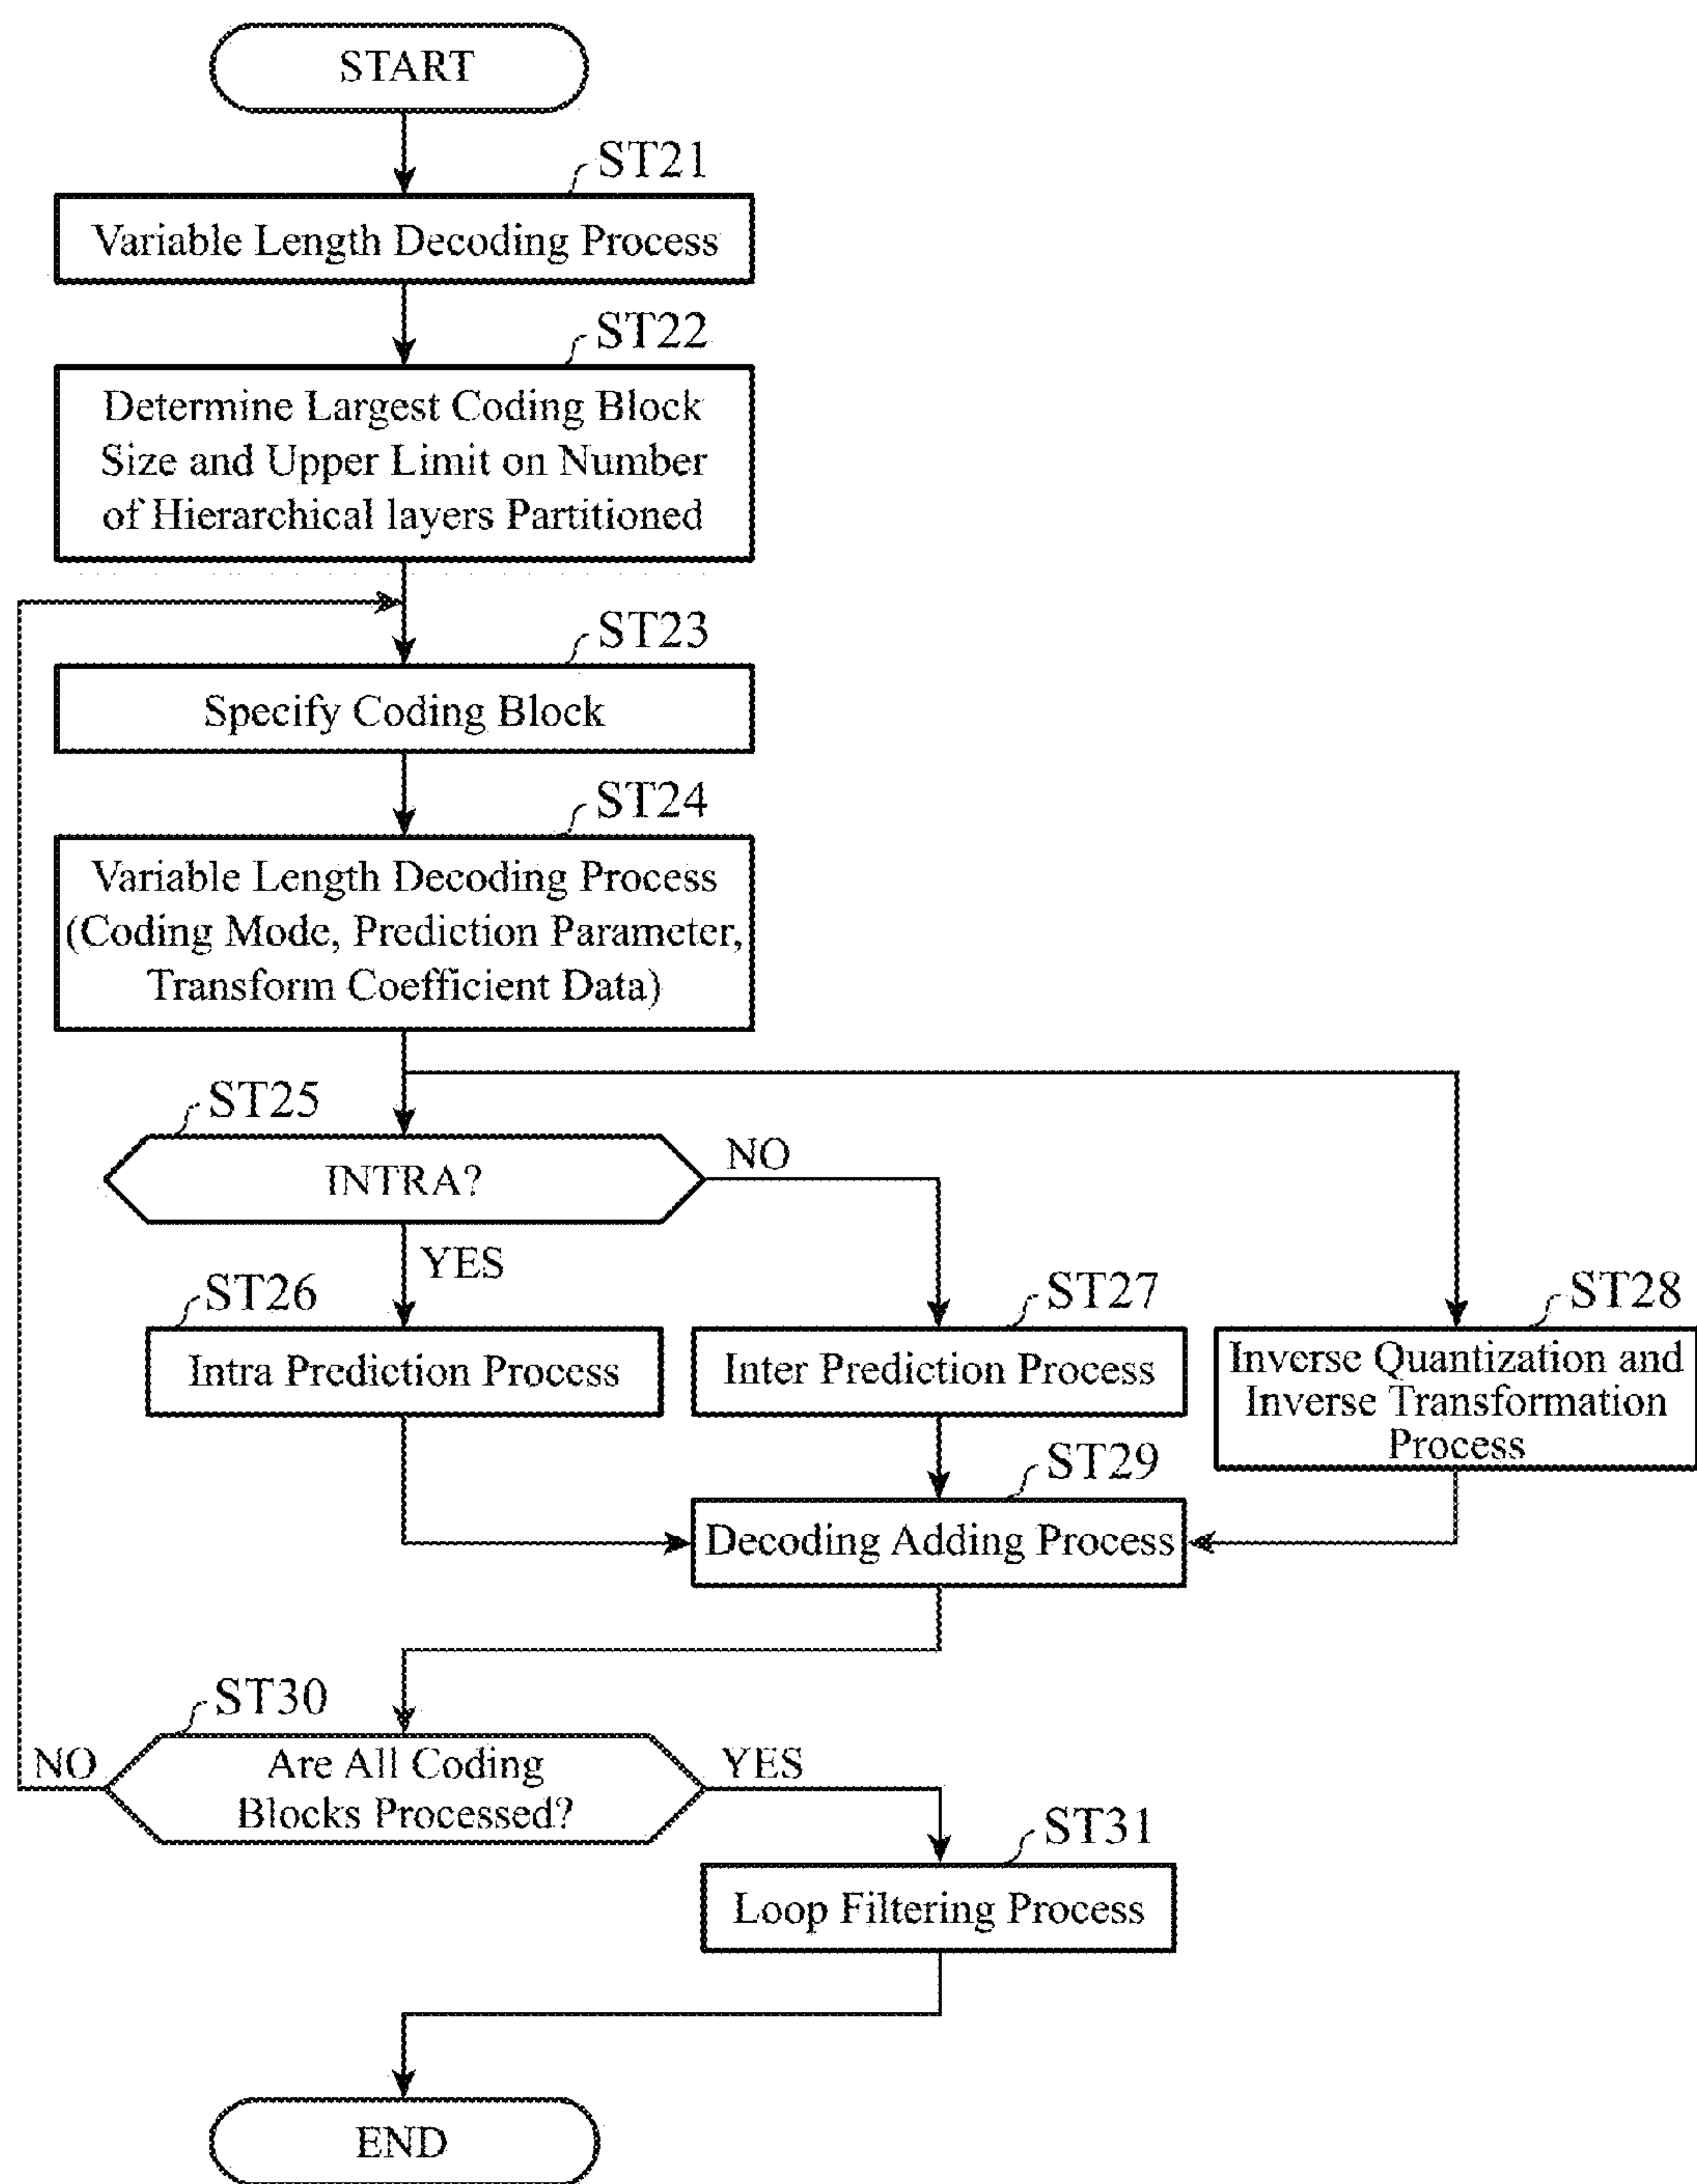 START
ST21
Variable Length Decoding Process
ST22
Determine Largest Coding Block
Size and Upper Limit on Number
of Hierarchical layers Partitioned
ST23
Specify Coding Block
ST24
Variable Length Decoding Process
(Coding Mode, Prediction Parameter,
Transform Coefficient Data)
ST25
INTRA?
NO
YES
ST26
Intra Prediction Process
ST27
Inter Prediction Process
ST28
Inverse Quantization and
Inverse Transformation
Process
ST29
Decoding Adding Process
ST30
NO
Are All Coding
Blocks Processed?
YES
ST31
Loop Filtering Process
END